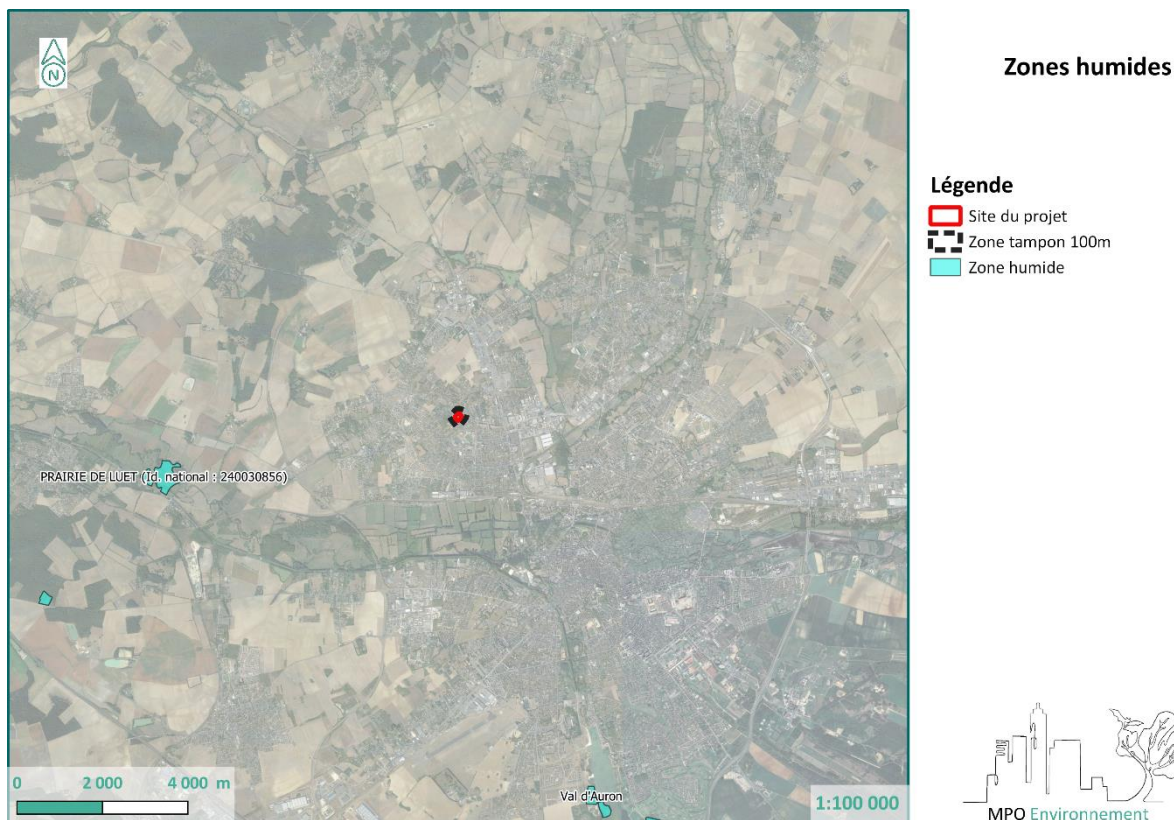 Zones humides
N
Légende
Site du projet
Zone tampon 100m
Zone humide
PRAIRIE DE LUET (Id. national : 240030856)
Val d'Auron
0 2 000 4 000 m
1:100 000
MPO Environnement